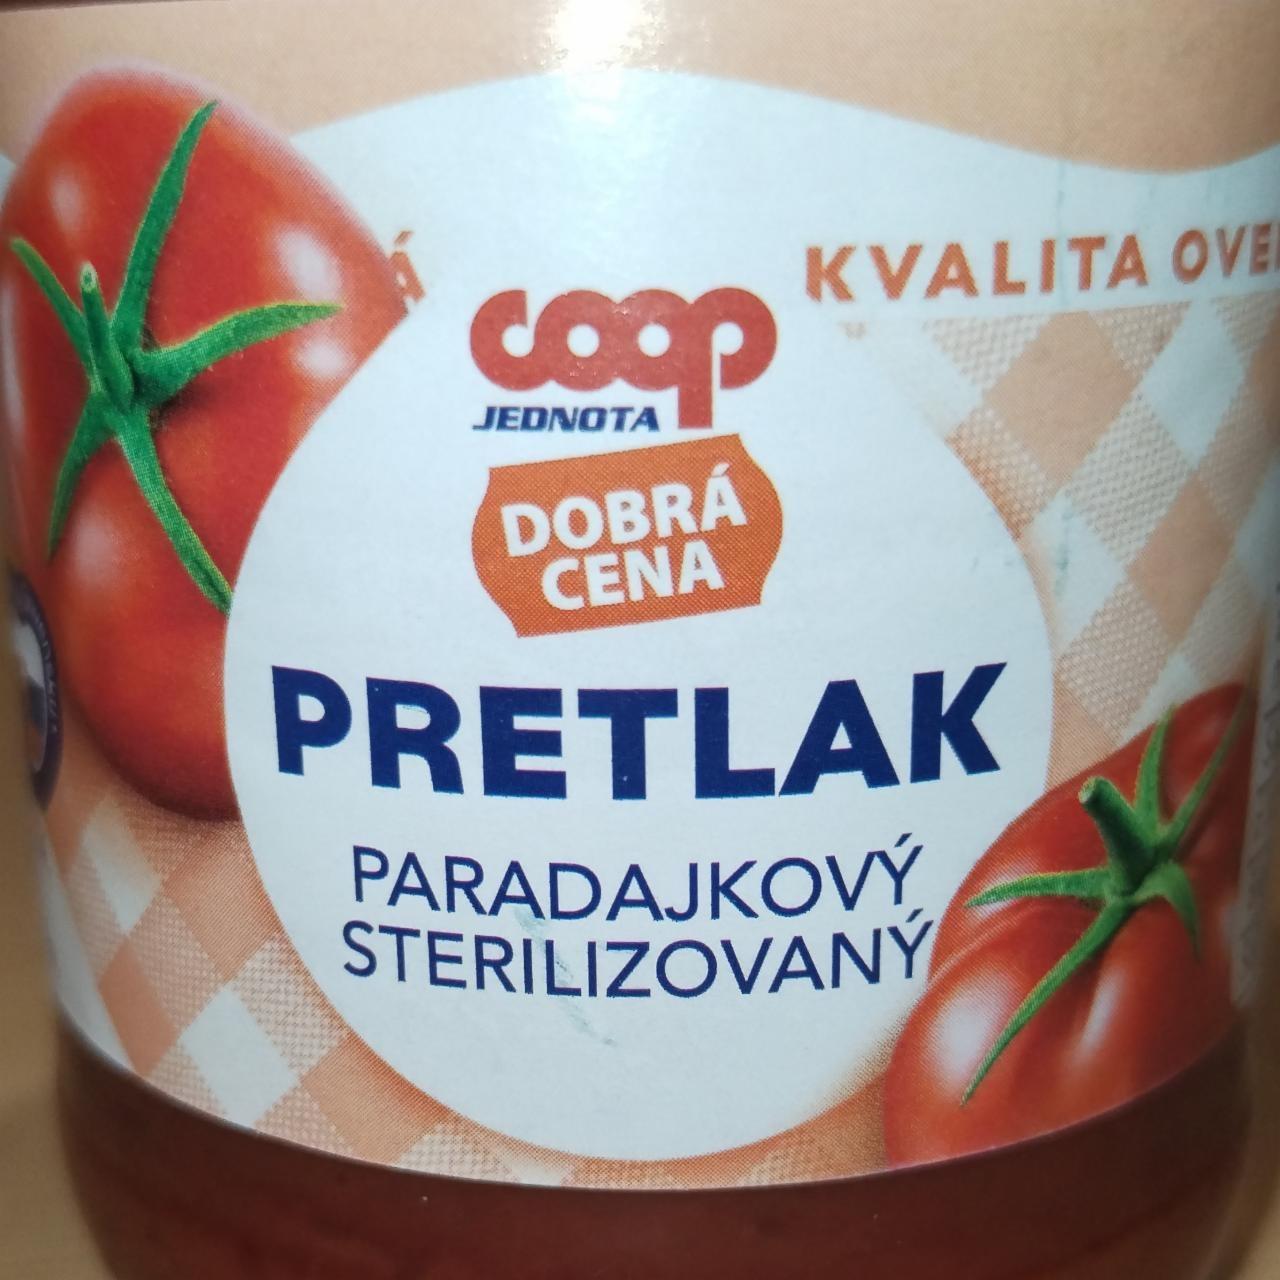 KVALITA
coop
JEDNOTA
DOBRÁ
CENA
PRETLAK
PARADAJKOVÝ
STERILIZOVANÝ